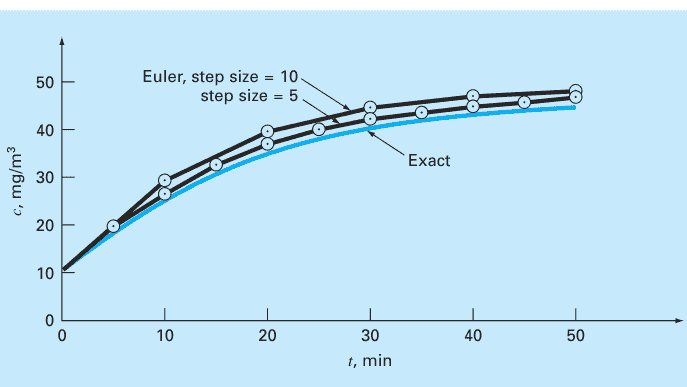 c, mg/m³
50
40
30
20
10
0
Euler, step size = 10
step size = 5
Exact
0 10 20 30 40 50
t, min